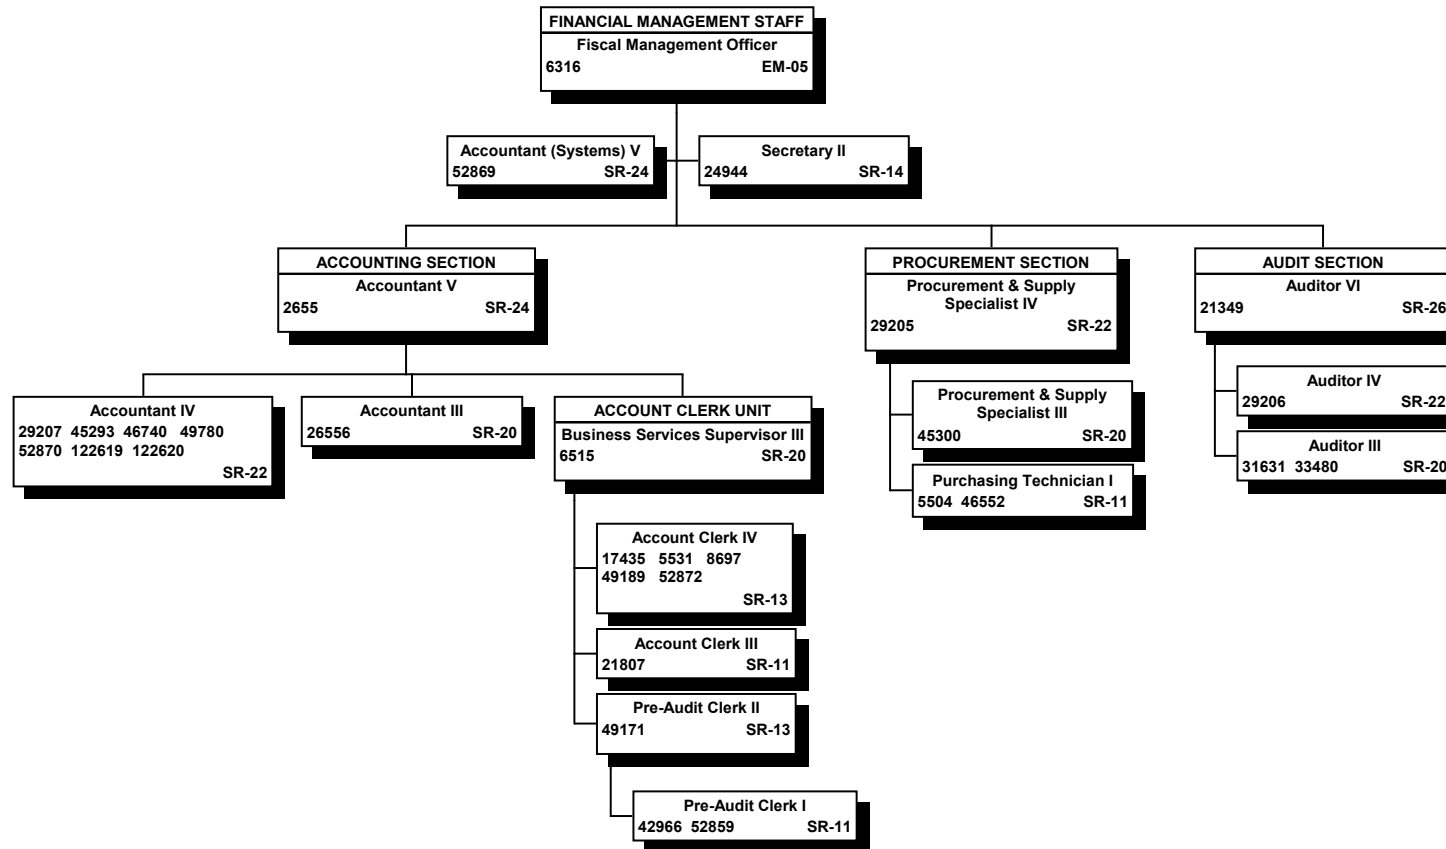 FINANCIAL MANAGEMENT STAFF
Fiscal Management Officer
6316 EM-05
Accountant (Systems) V
52869 SR-24
Secretary II
24944 SR-14
ACCOUNTING SECTION
Accountant V
2655 SR-24
PROCUREMENT SECTION
Procurement & Supply
Specialist IV
29205 SR-22
AUDIT SECTION
Auditor VI
21349 SR-26
Accountant IV
29207 45293 46740 49780
52870 122619 122620
SR-22
Accountant III
26556 SR-20
ACCOUNT CLERK UNIT
Business Services Supervisor III
6515 SR-20
Account Clerk IV
17435 5531 8697
49189 52872
SR-13
Account Clerk III
21807 SR-11
Pre-Audit Clerk II
49171 SR-13
Pre-Audit Clerk I
42966 52859 SR-11
Procurement & Supply
Specialist III
45300 SR-20
Purchasing Technician I
5504 46552 SR-11
Auditor IV
29206 SR-22
Auditor III
31631 33480 SR-20